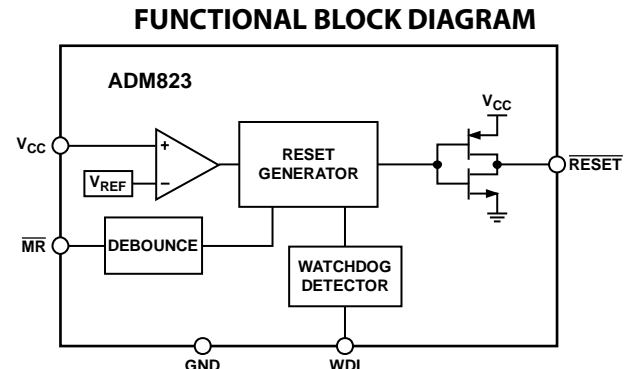 FUNCTIONAL BLOCK DIAGRAM
ADM823
VCC
VCC
+
RESET
GENERATOR
RESET
VREF
−
MR
DEBOUNCE
WATCHDOG
DETECTOR
GND
WDI